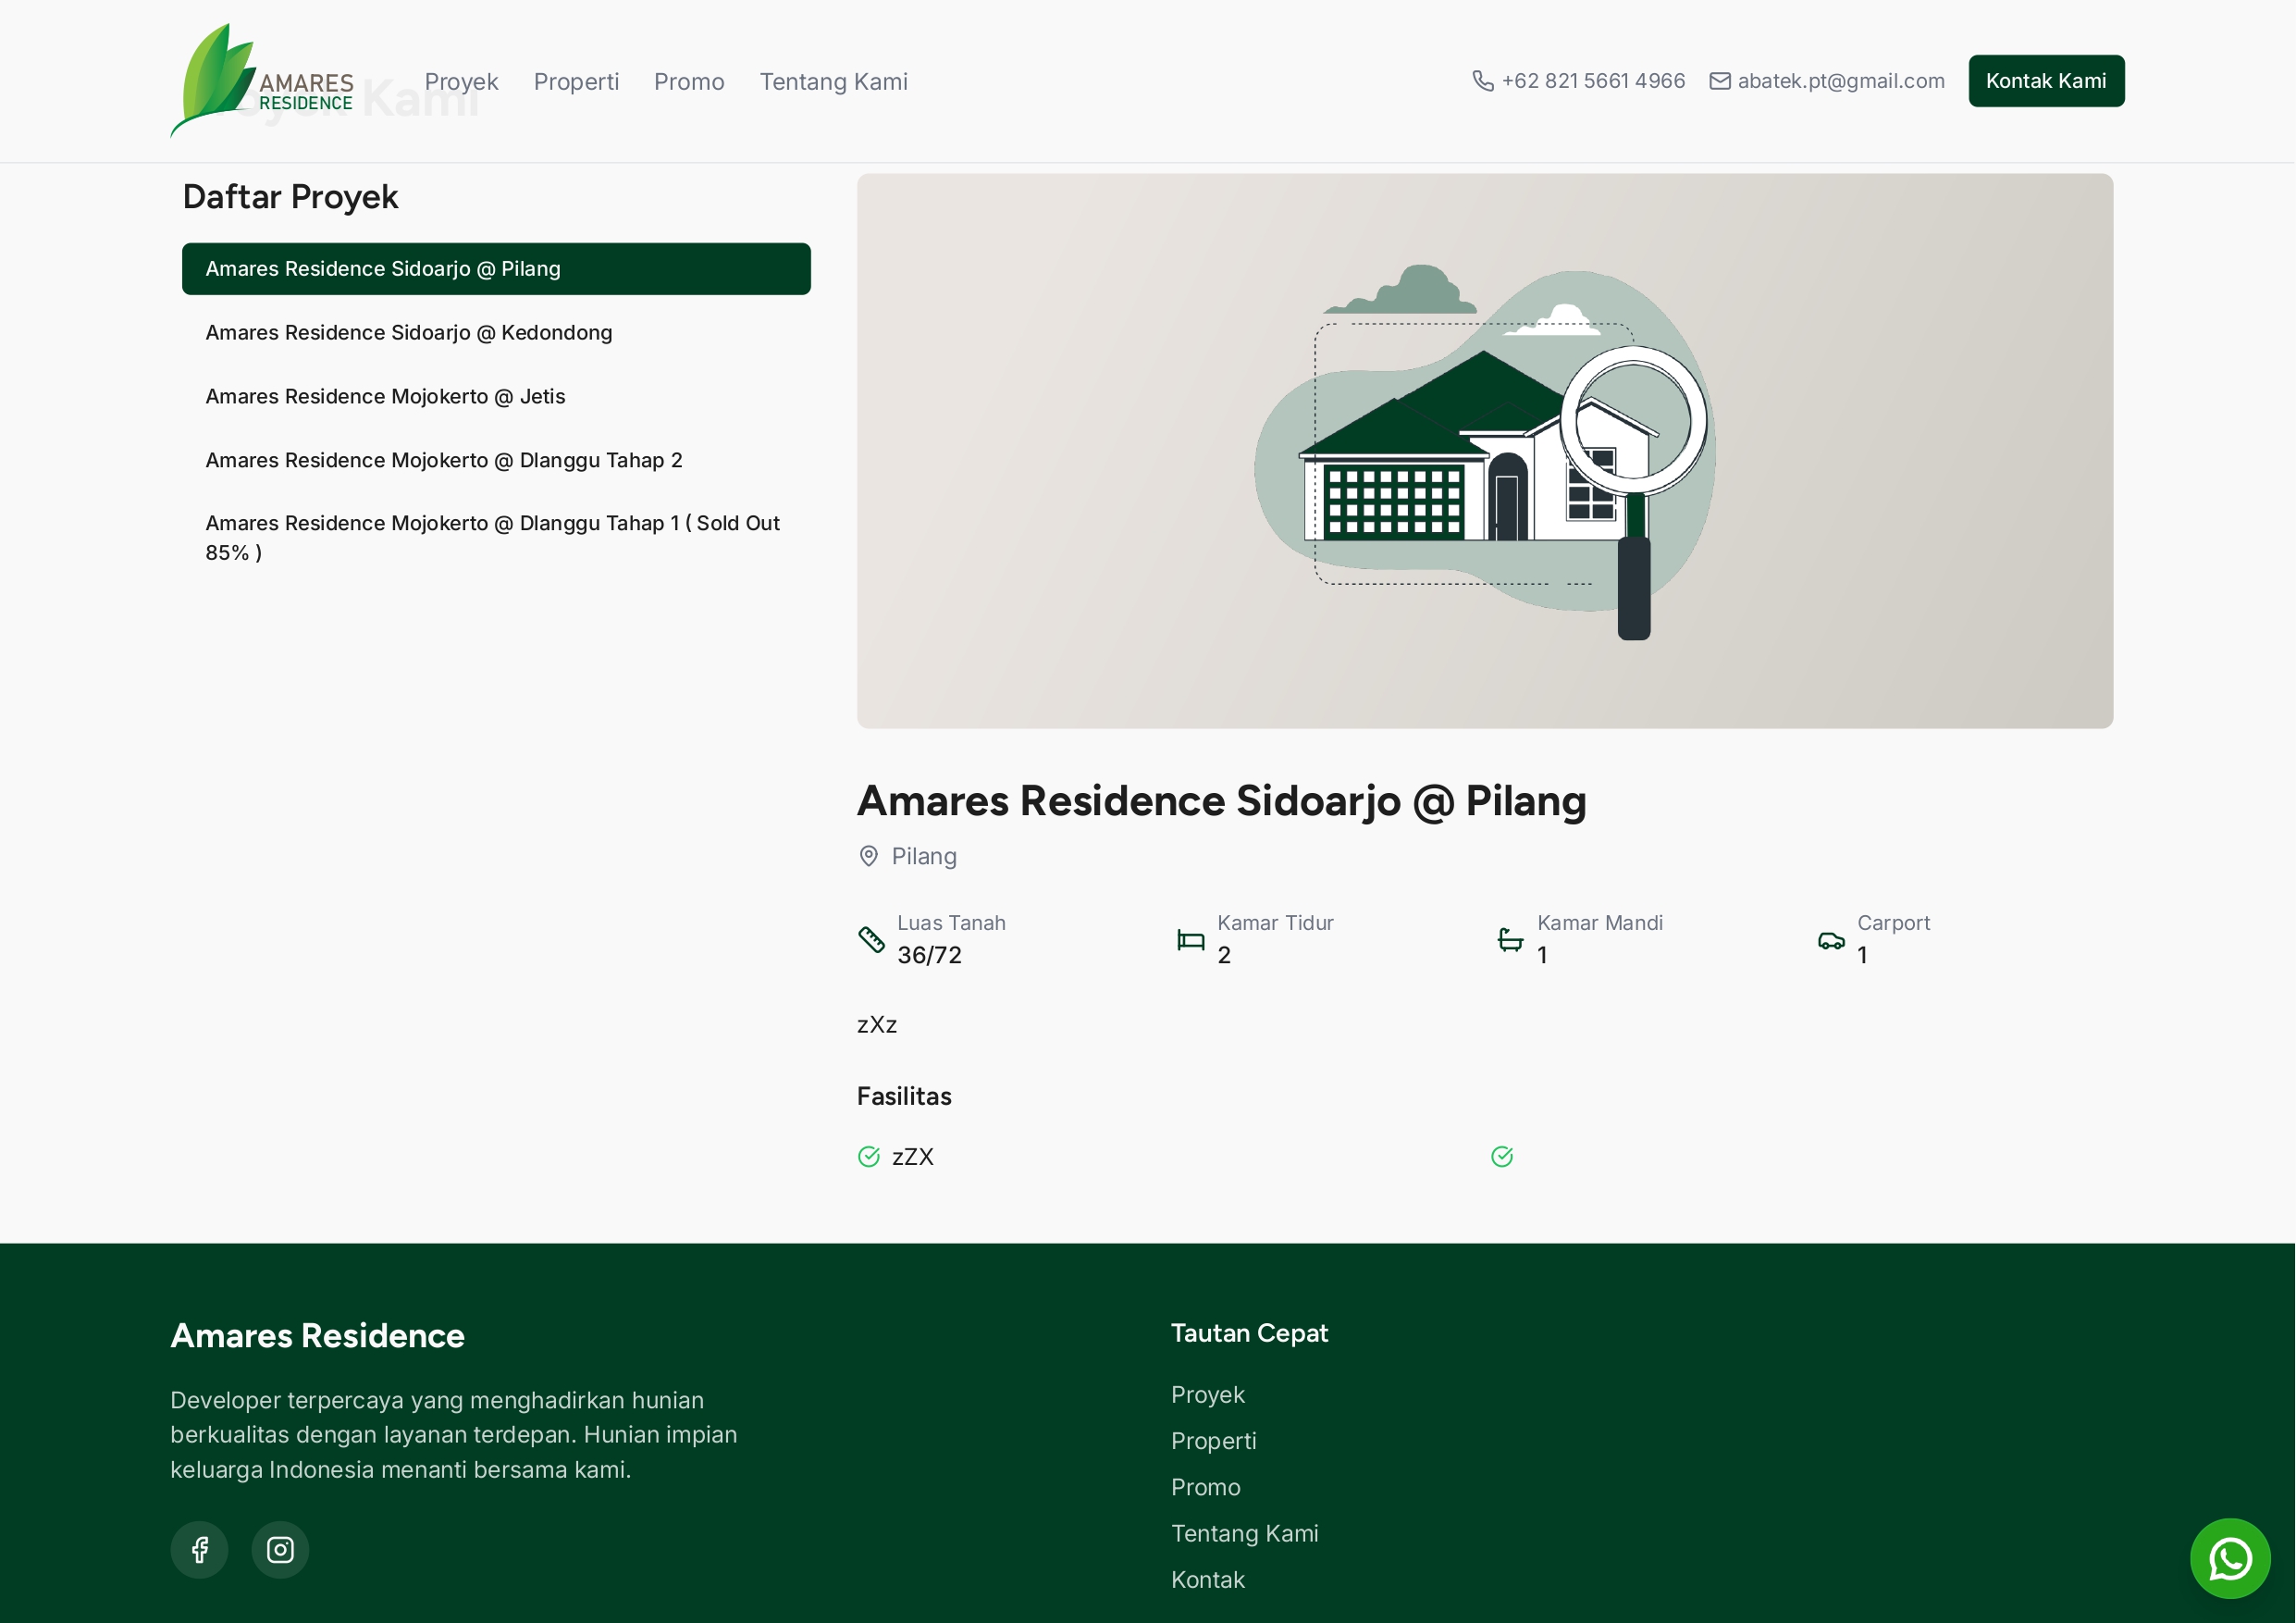 AMARES
RESIDENCE
Proyek Kami
Proyek
Properti
Promo
Tentang Kami
+62 821 5661 4966
abatek.pt@gmail.com
Kontak Kami
Daftar Proyek
Amares Residence Sidoarjo @ Pilang
Amares Residence Sidoarjo @ Kedondong
Amares Residence Mojokerto @ Jetis
Amares Residence Mojokerto @ Dlanggu Tahap 2
Amares Residence Mojokerto @ Dlanggu Tahap 1 ( Sold Out
85% )
Amares Residence Sidoarjo @ Pilang
Pilang
Luas Tanah
36/72
Kamar Tidur
2
Kamar Mandi
1
Carport
1
zXz
Fasilitas
zZX
Amares Residence
Developer terpercaya yang menghadirkan hunian
berkualitas dengan layanan terdepan. Hunian impian
keluarga Indonesia menanti bersama kami.
Tautan Cepat
Proyek
Properti
Promo
Tentang Kami
Kontak